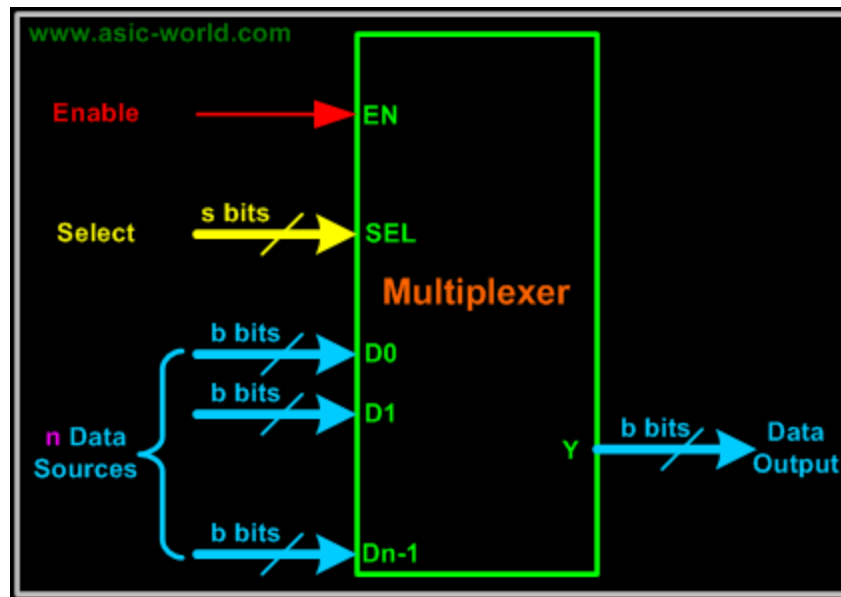 www.asic-world.com
Enable
EN
s bits
Select
SEL
Multiplexer
b bits
D0
b bits
D1
n Data
Sources
b bits
Dn-1
Y
b bits
Data
Output